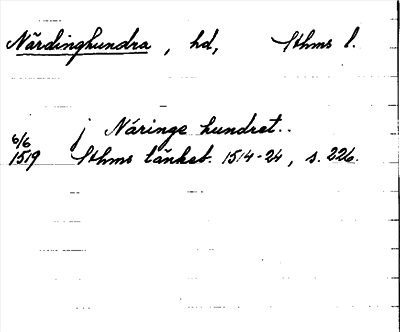 Närdinghundra, hd, Sthms l.
6/6 j Näringe hundret..
1519 Sthms tänkeb. 1514-24, s. 226.